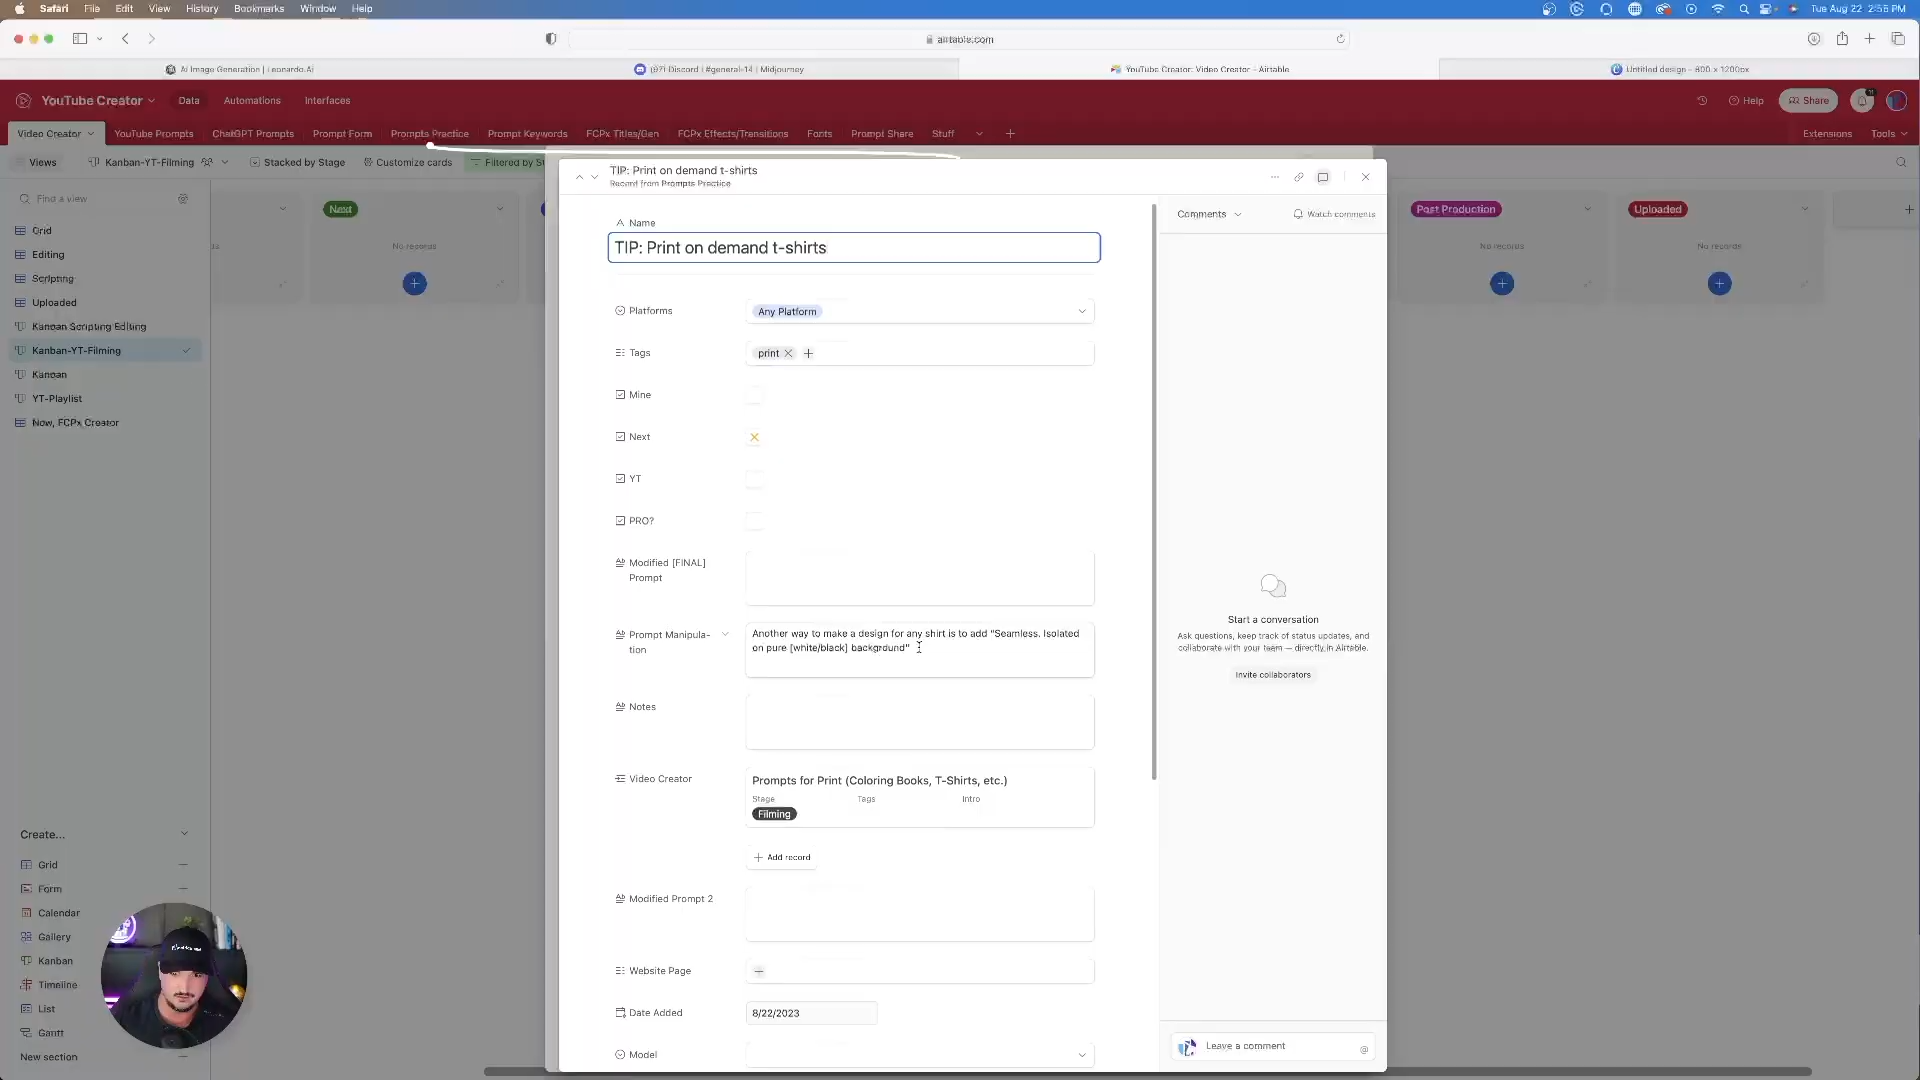 Safari File Edit View History Bookmarks Window Help
Tue Aug 22 2:55 PM
airtable.com
AI Image Generation | Leonardo.Ai
(97) Discord | #general-14 | Midjourney
YouTube Creator: Video Creator - Airtable
Untitled design - 800 × 1200px
YouTube Creator Data Automations Interfaces
Help Share
Video Creator YouTube Prompts ChatGPT Prompts Prompt Form Prompts Practice Prompt Keywords FCPx Titles/Gen FCPx Effects/Transitions Fonts Prompt Share Stuff
Extensions Tools
Views Kanban-YT-Filming Stacked by Stage Customize cards Filtered by St
Find a view
Grid
Editing
Scripting
Uploaded
Kanban Scripting Editing
Kanban-YT-Filming
Kanban
YT-Playlist
Now, FCPx Creator
Create...
Grid
Form
Calendar
Gallery
Kanban
Timeline
List
Gantt
New section
Next
No records
Post Production
No records
Uploaded
No records
TIP: Print on demand t-shirts
Record from Prompts Practice
Name
TIP: Print on demand t-shirts
Platforms
Any Platform
Tags
print
Mine
Next
YT
PRO?
Modified [FINAL]
Prompt
Prompt Manipula-
tion
Another way to make a design for any shirt is to add "Seamless. Isolated
on pure [white/black] backgrdund"
Notes
Video Creator
Prompts for Print (Coloring Books, T-Shirts, etc.)
Stage Tags Intro
Filming
Add record
Modified Prompt 2
Website Page
Date Added
8/22/2023
Model
Comments
Watch comments
Start a conversation
Ask questions, keep track of status updates, and
collaborate with your team — directly in Airtable.
Invite collaborators
Leave a comment
@